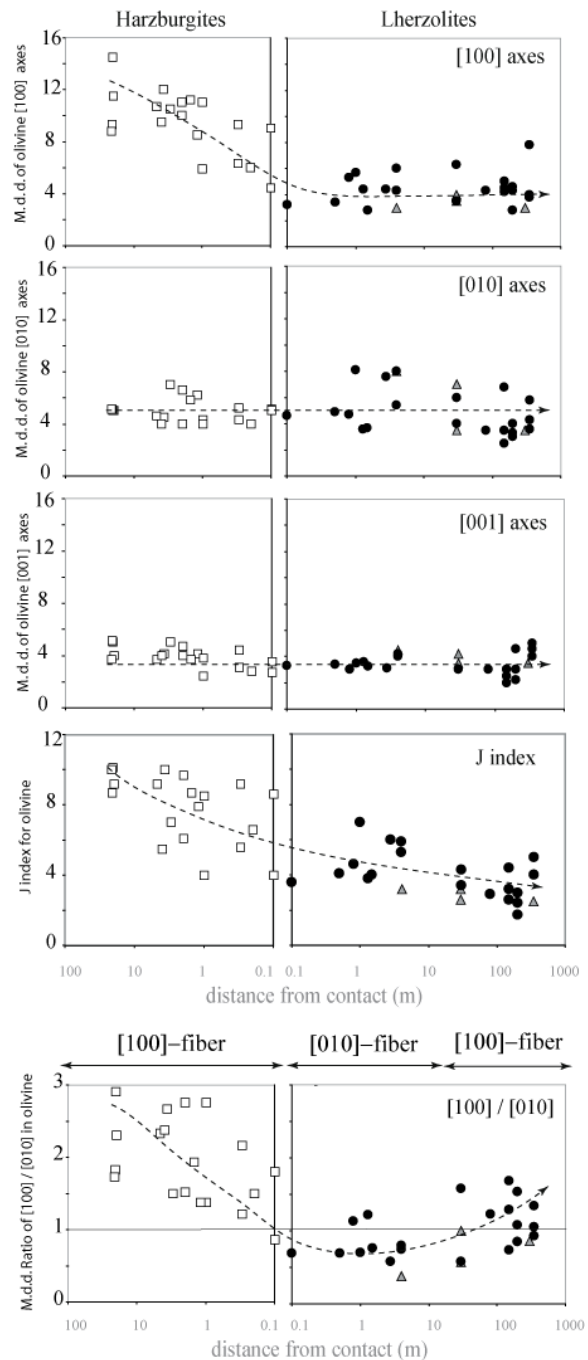 Harzburgites
Lherzolites
M.d.d. of olivine [100] axes
16
12
8
4
0
[100] axes
M.d.d. of olivine [010] axes
16
12
8
4
0
[010] axes
M.d.d. of olivine [001] axes
16
12
8
4
0
[001] axes
J index for olivine
12
8
4
0
J index
100
10
1
0.1
0.1
1
10
100
1000
distance from contact (m)
[100]–fiber
[010]–fiber
[100]–fiber
M.d.d. Ratio of [100] / [010] in olivine
3
2
1
0
[100] / [010]
100
10
1
0.1
0.1
1
10
100
1000
distance from contact (m)